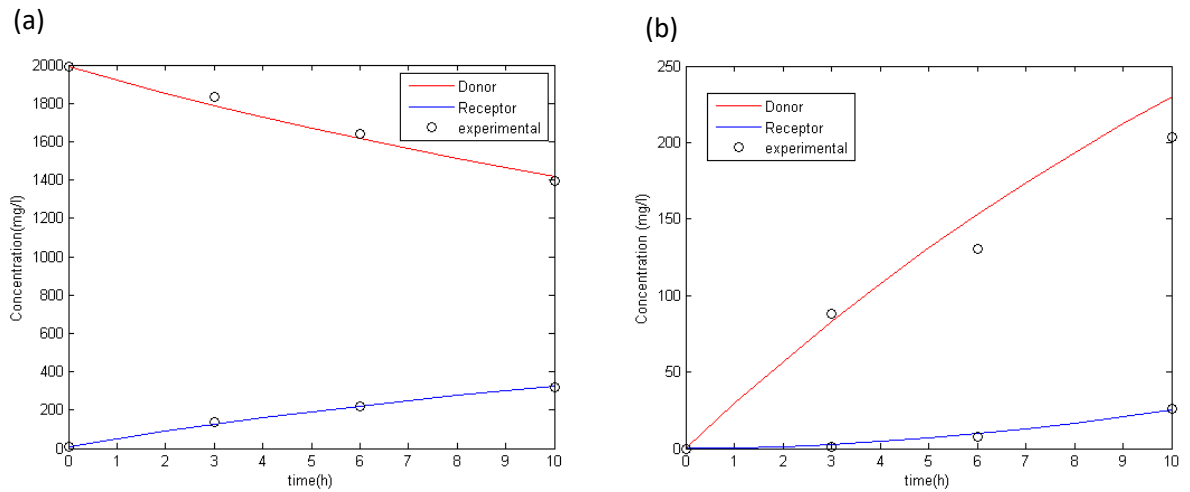 (a)
2000
1800
1600
1400
1200
1000
800
600
400
200
0
Concentration(mg/l)
0 1 2 3 4 5 6 7 8 9 10
time(h)
Donor
Receptor
experimental
(b)
250
200
150
100
50
0
Concentration (mg/l)
0 1 2 3 4 5 6 7 8 9 10
time(h)
Donor
Receptor
experimental